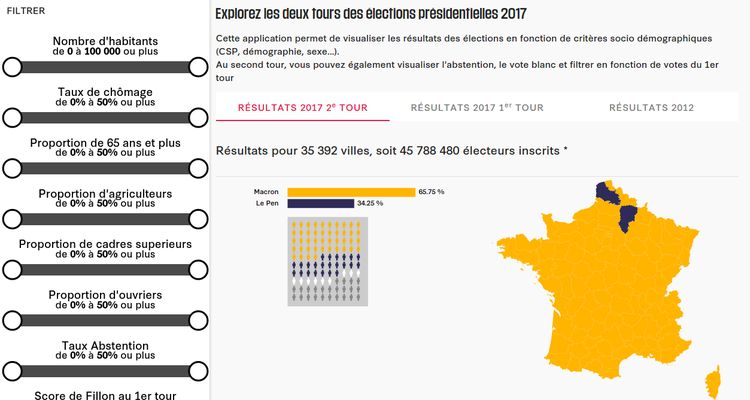 FILTRER
Nombre d'habitants
de 0 à 100 000 ou plus
Taux de chômage
de 0% à 50% ou plus
Proportion de 65 ans et plus
de 0% à 50% ou plus
Proportion d'agriculteurs
de 0% à 50% ou plus
Proportion de cadres superieurs
de 0% à 50% ou plus
Proportion d'ouvriers
de 0% à 50% ou plus
Taux Abstention
de 0% à 50% ou plus
Score de Fillon au 1er tour
Explorez les deux tours des élections présidentielles 2017
Cette application permet de visualiser les résultats des élections en fonction de critères socio démographiques
(CSP, démographie, sexe...).
Au second tour, vous pouvez également visualiser l'abstention, le vote blanc et filtrer en fonction de votes du 1er
tour
RÉSULTATS 2017 2e TOUR
RÉSULTATS 2017 1er TOUR
RÉSULTATS 2012
Résultats pour 35 392 villes, soit 45 788 480 électeurs inscrits *
Macron 65.75 %
Le Pen 34.25 %